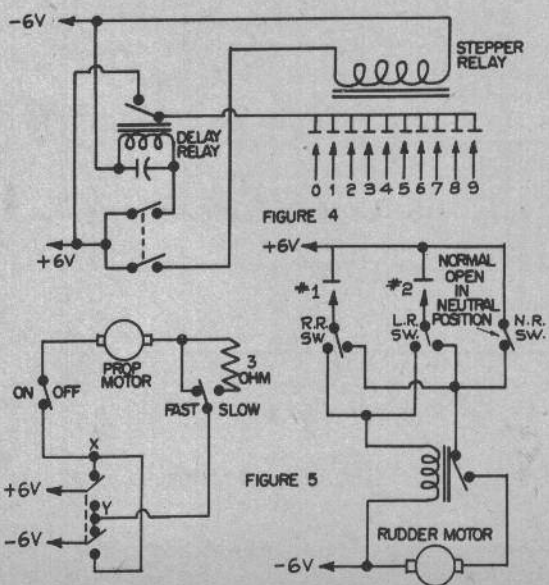 -6V
STEPPER
RELAY
DELAY
RELAY
0 1 2 3 4 5 6 7 8 9
FIGURE 4
+6V
+6V
NORMAL
OPEN
IN
NEUTRAL
POSITION
#1
#2
R.R.
SW.
L.R.
SW.
N.R.
SW.
PROP
MOTOR
3
OHM
ON OFF
FAST SLOW
X
+6V
Y
-6V
FIGURE 5
RUDDER MOTOR
-6V